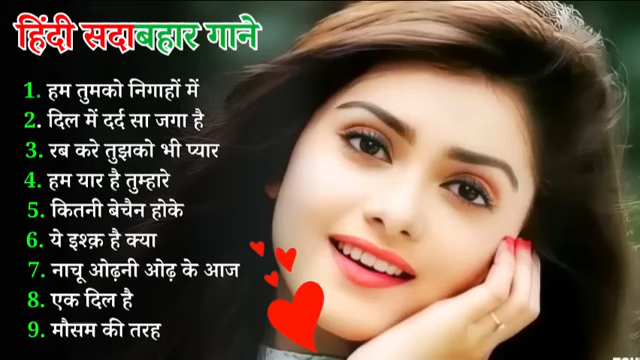 हिंदी सदाबहार गाने
1. हम तुमको निगाहों में
2. दिल में दर्द सा जगा है
3. रब करे तुझको भी प्यार
4. हम यार है तुम्हारे
5. कितनी बेचैन होके
6. ये इश्क़ है क्या
7. नाचू ओढ़नी ओढ़ के आज
8. एक दिल है
9. मौसम की तरह